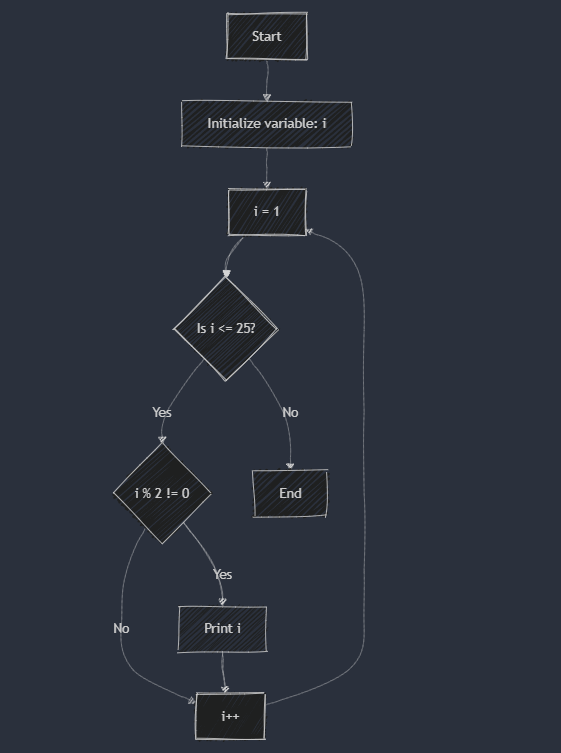 Start
Initialize variable: i
i = 1
Is i <= 25?
Yes
No
i % 2 != 0
End
Yes
No
Print i
i++